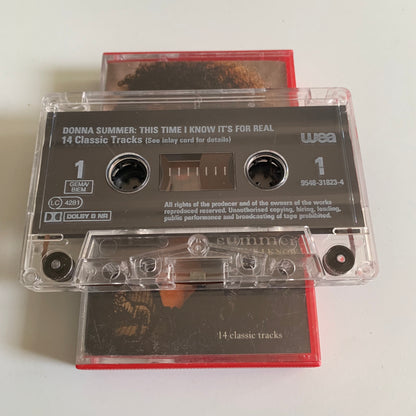 DONNA SUMMER: THIS TIME I KNOW IT'S FOR REAL
14 Classic Tracks (See inlay card for details)
wea
1
GEMA/
BIEM
LC 4281
DOLBY B NR
1
9548-31823-4
All rights of the producer and of the owners of the works
reproduced reserved. Unauthorised copying, hiring, lending,
public performance and broadcasting of tape prohibited.
summer
I KNOW
14 classic tracks